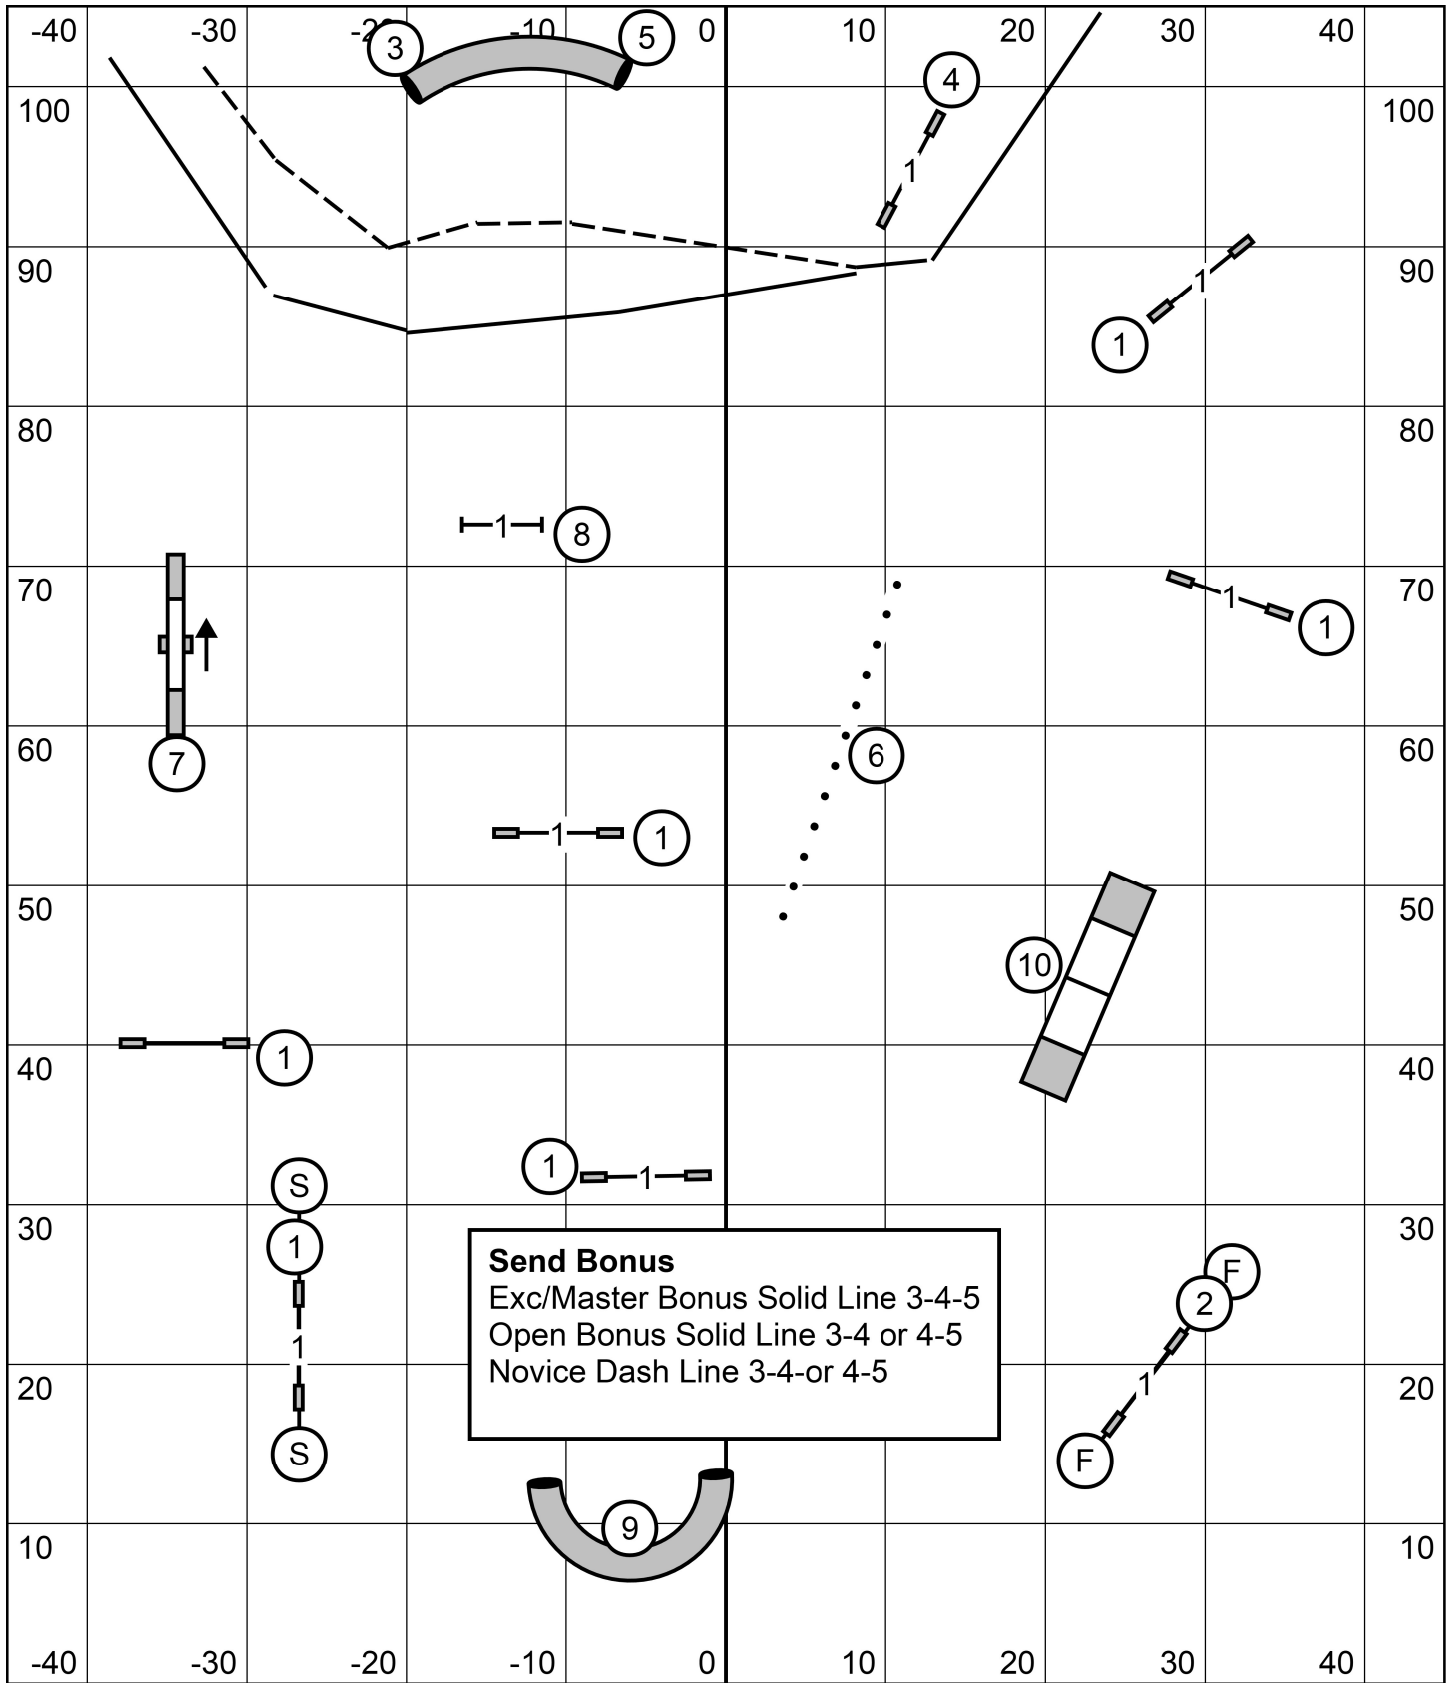 -40 -30 -20 -10 0 10 20 30 40
3 5
4
100 100
1
90 90
1
1
80 80
1 8
70 70
1 1
6
60 60
7
1 1
50 50
10
40 40
1
1 1
S
30 30
1
Send Bonus
Exc/Master Bonus Solid Line 3-4-5
Open Bonus Solid Line 3-4 or 4-5
Novice Dash Line 3-4-or 4-5
F
2
1
20 20
1
S
F
9
10 10
-40 -30 -20 -10 0 10 20 30 40